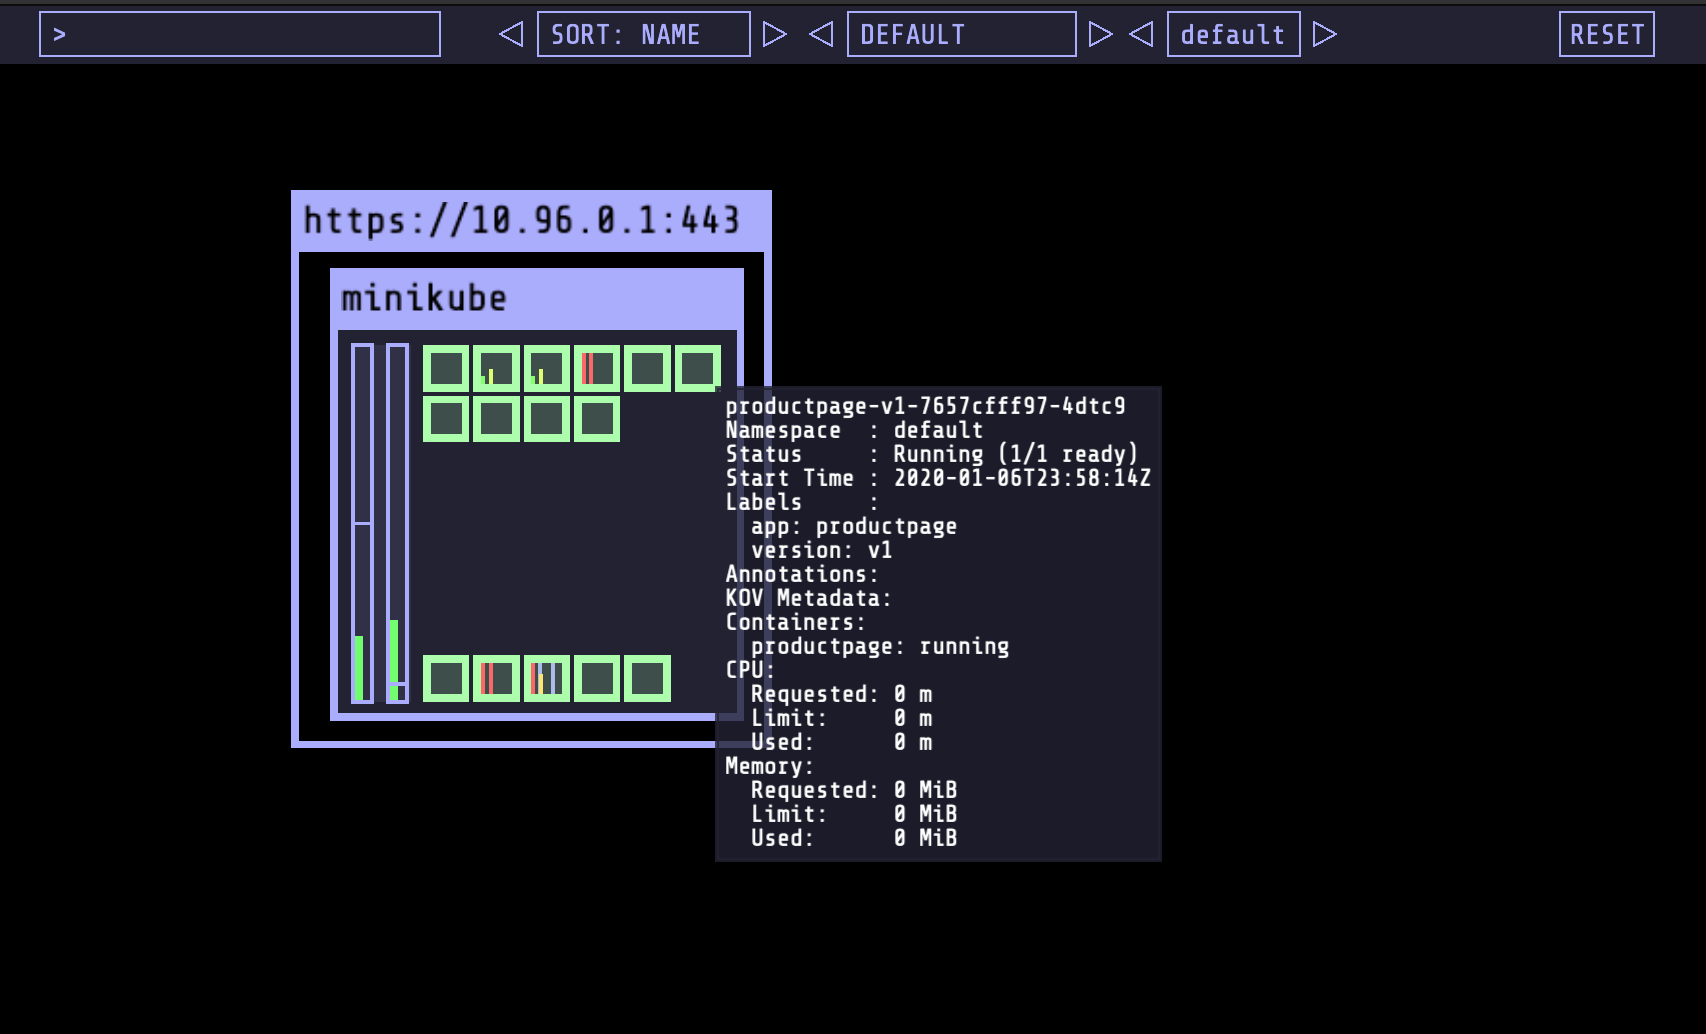 >
SORT: NAME
DEFAULT
default
RESET
https://10.96.0.1:443
minikube
productpage-v1-7657cfff97-4dtc9
Namespace  : default
Status     : Running (1/1 ready)
Start Time : 2020-01-06T23:58:14Z
Labels     :
  app: productpage
  version: v1
Annotations:
KOV Metadata:
Containers:
  productpage: running
CPU:
  Requested: 0 m
  Limit:     0 m
  Used:      0 m
Memory:
  Requested: 0 MiB
  Limit:     0 MiB
  Used:      0 MiB